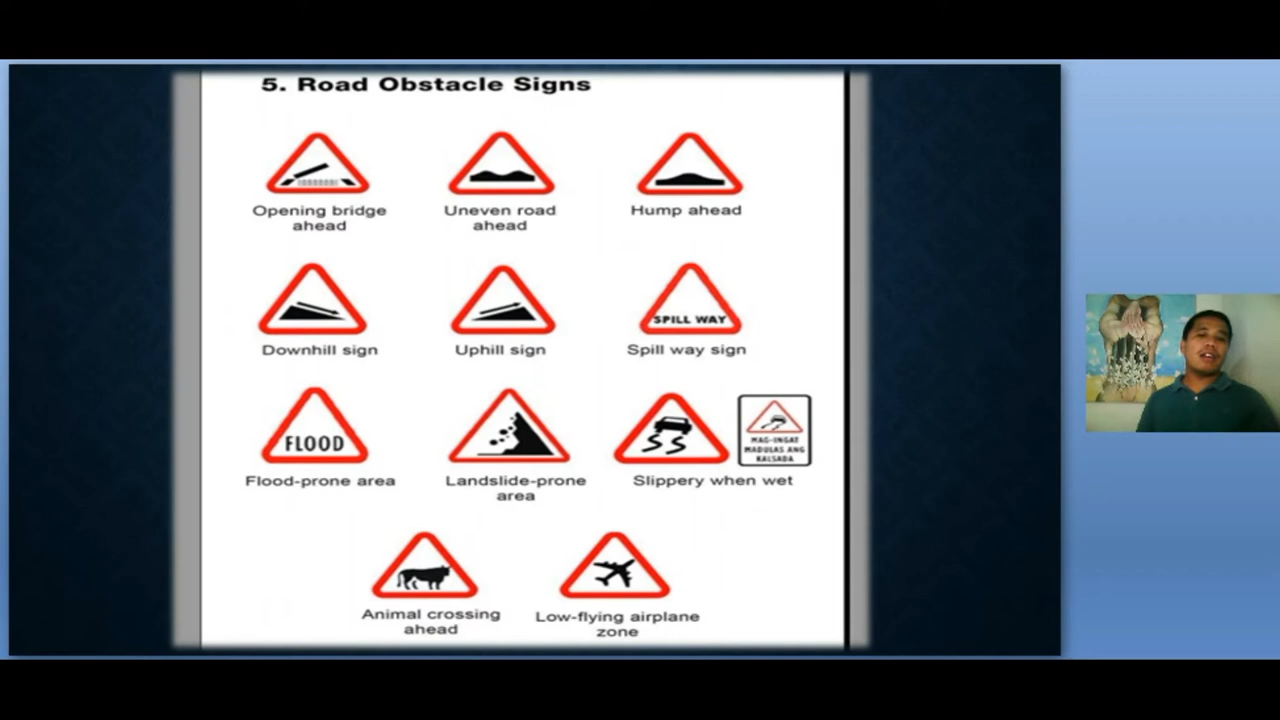 5. Road Obstacle Signs
Opening bridge
ahead
Uneven road
ahead
Hump ahead
SPILL WAY
Downhill sign
Uphill sign
Spill way sign
FLOOD
MAG-INGAT
MADULAS ANG
KALSADA
Flood-prone area
Landslide-prone
area
Slippery when wet
Animal crossing
ahead
Low-flying airplane
zone